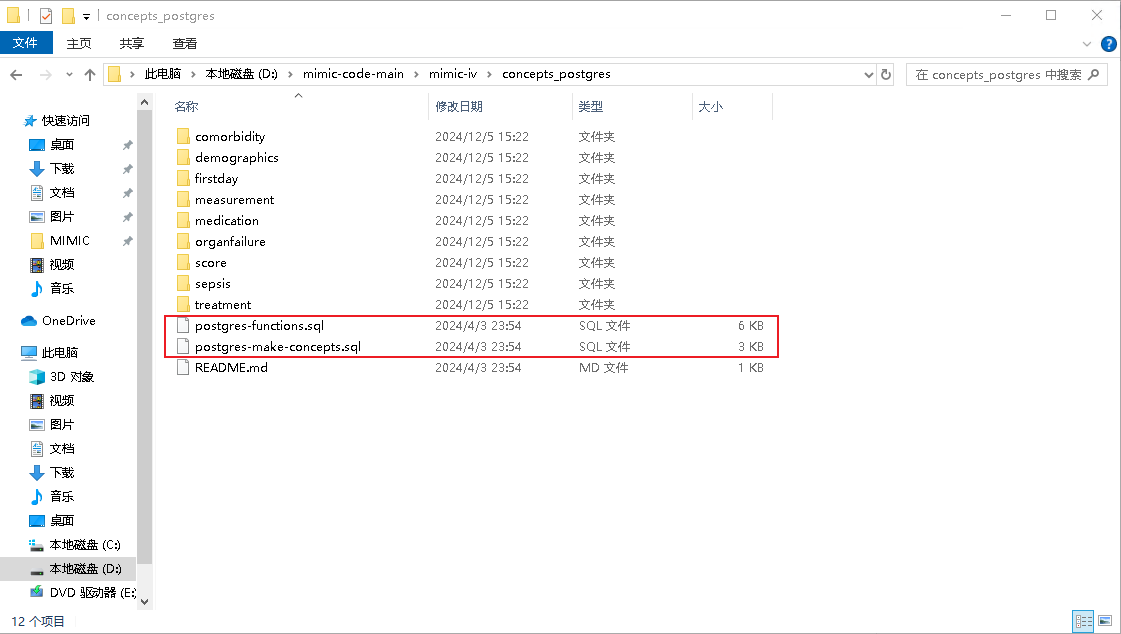 concepts_postgres
文件 主页 共享 查看
此电脑 本地磁盘 (D:) mimic-code-main mimic-iv concepts_postgres 在 concepts_postgres 中搜索
名称 修改日期 类型 大小
快速访问
桌面
下载
文档
图片
MIMIC
视频
音乐
OneDrive
此电脑
3D 对象
视频
图片
文档
下载
音乐
桌面
本地磁盘 (C:)
本地磁盘 (D:)
DVD 驱动器 (E:
comorbidity 2024/12/5 15:22 文件夹
demographics 2024/12/5 15:22 文件夹
firstday 2024/12/5 15:22 文件夹
measurement 2024/12/5 15:22 文件夹
medication 2024/12/5 15:22 文件夹
organfailure 2024/12/5 15:22 文件夹
score 2024/12/5 15:22 文件夹
sepsis 2024/12/5 15:22 文件夹
treatment 2024/12/5 15:22 文件夹
postgres-functions.sql 2024/4/3 23:54 SQL 文件 6 KB
postgres-make-concepts.sql 2024/4/3 23:54 SQL 文件 3 KB
README.md 2024/4/3 23:54 MD 文件 1 KB
12 个项目